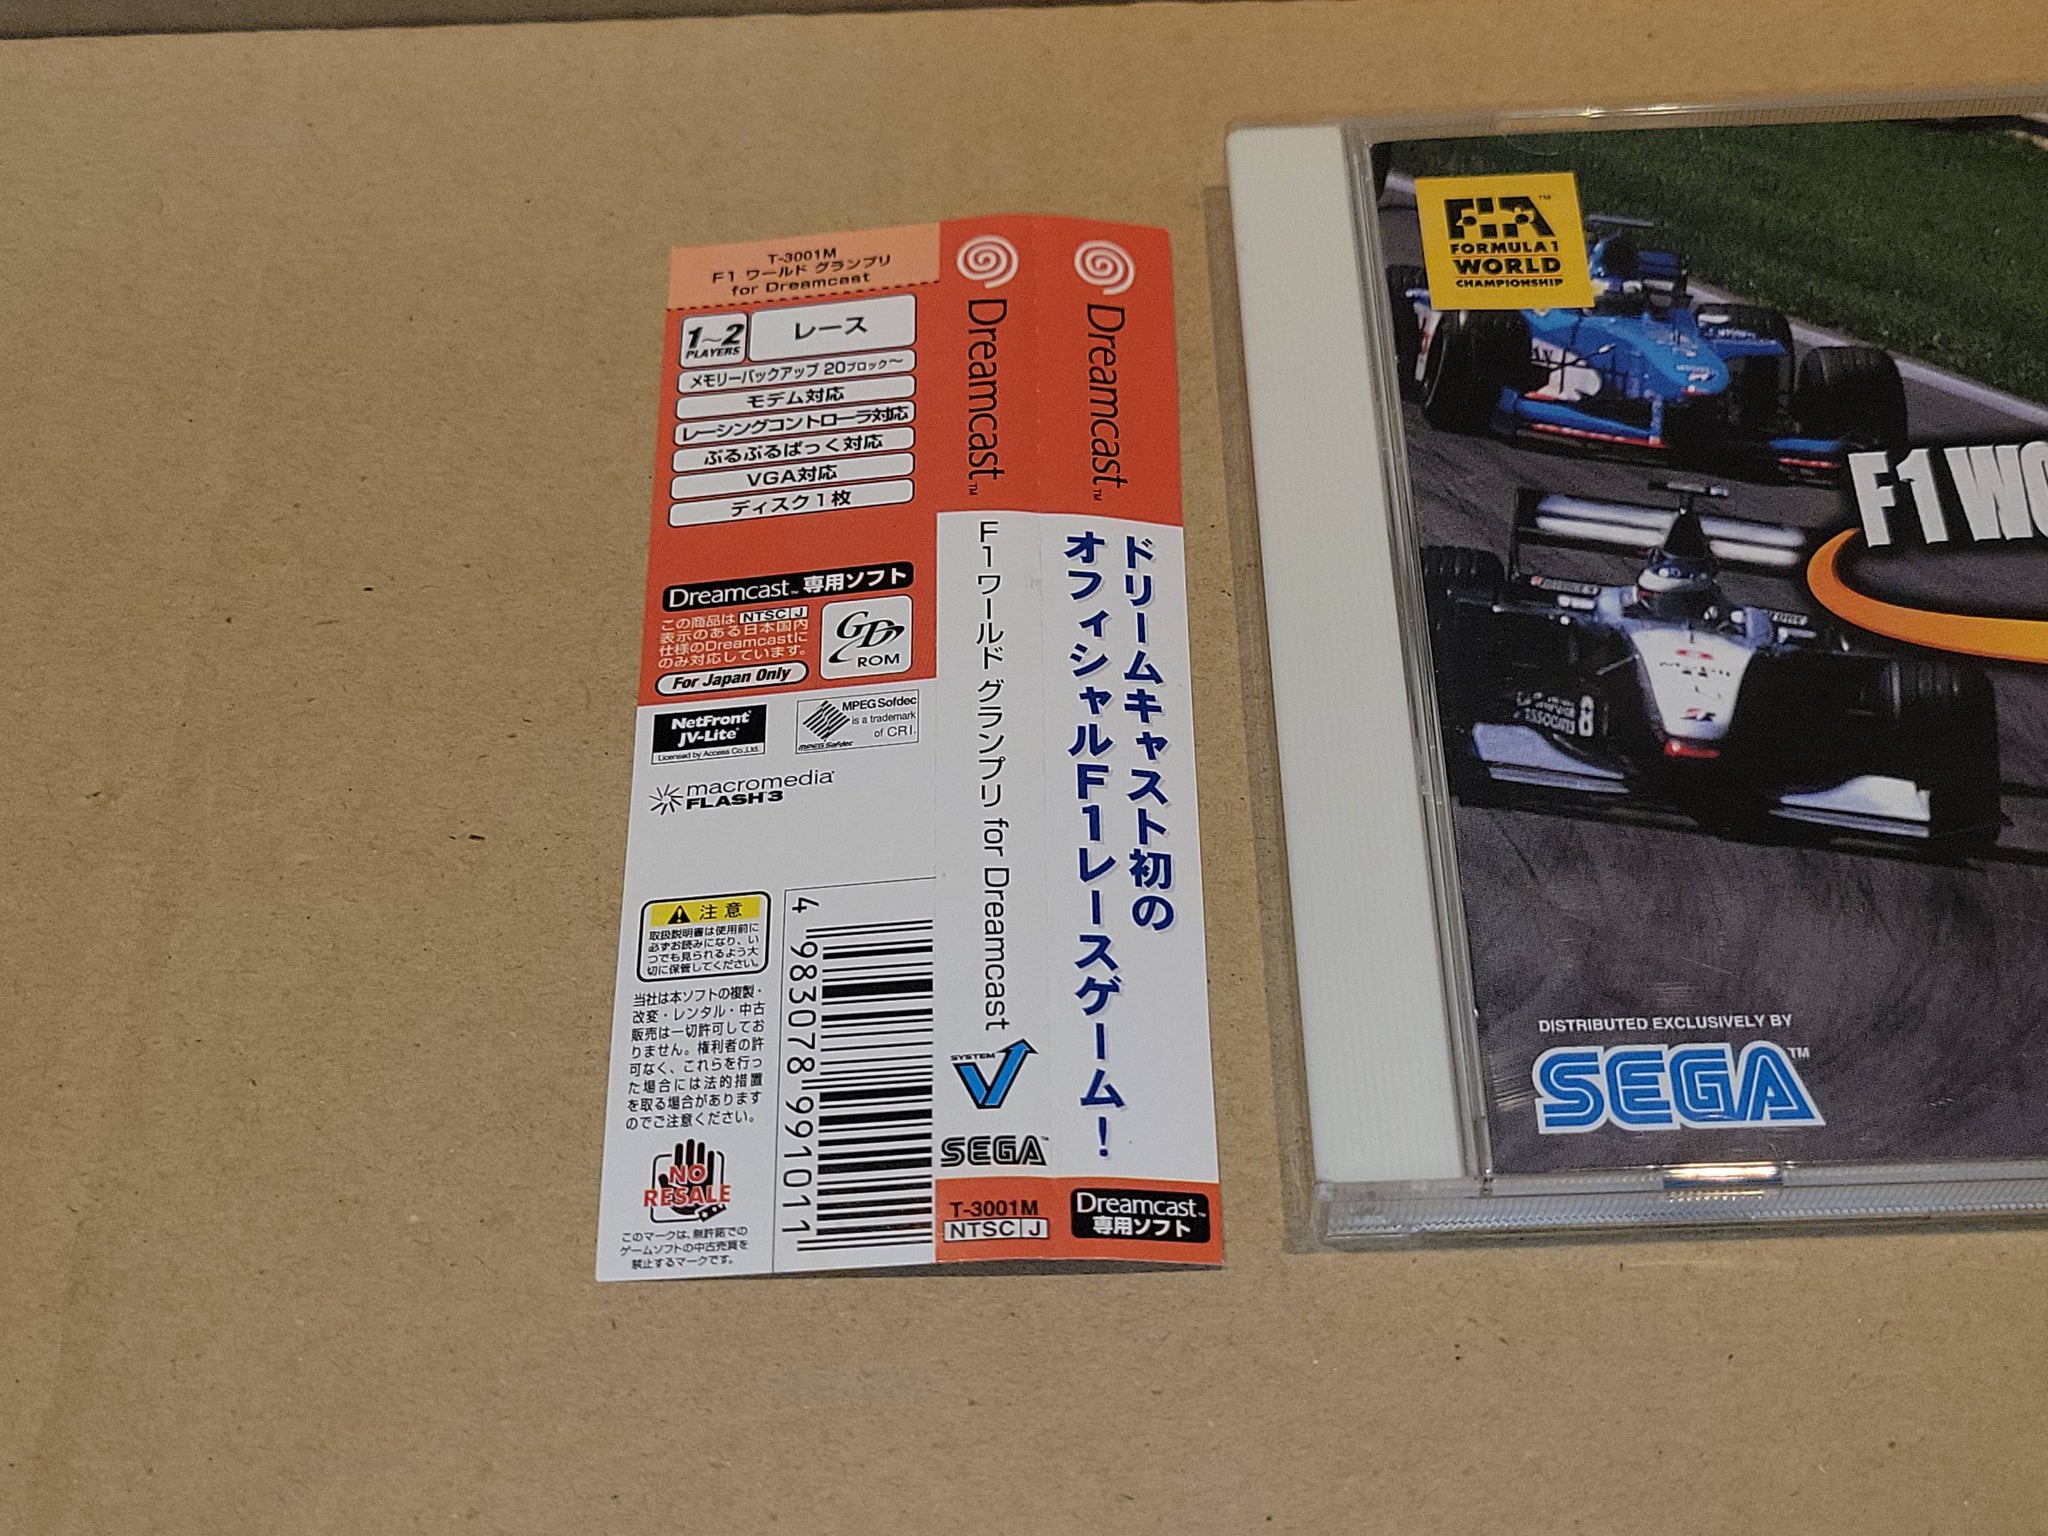 T-3001M
F1 ワールド グランプリ
for Dreamcast
1~2
PLAYERS
レース
メモリーバックアップ 20ブロック〜
モデム対応
レーシングコントローラ対応
ぷるぷるぱっく対応
VGA対応
ディスク1枚
Dreamcast™ 専用ソフト
この商品は NTSC J
表示のある日本国内
仕様のDreamcastに
のみ対応しています。
For Japan Only
GD
ROM
NetFront®
JV-Lite®
Licensed by Access Co.,Ltd.
MPEG Sofdec
is a trademark
of CRI.
MPEG Sofdec
macromedia®
FLASH 3
注意
取扱説明書は使用前に
必ずお読みになり、い
つでも見られるよう大
切に保管してください。
当社は本ソフトの複製・
改変・レンタル・中古
販売は一切許可してお
りません。権利者の許
可なく、これらを行っ
た場合には法的措置
を取る場合があります
のでご注意ください。
NO
RESALE
このマークは、無許諾での
ゲームソフトの中古売買を
禁止するマークです。
4 983078 991011
Dreamcast™
F1ワールド グランプリ for Dreamcast
SYSTEM
SEGA™
T-3001M
NTSC J
Dreamcast™
ドリームキャスト初の
オフィシャルF1レースゲーム!
Dreamcast™
専用ソフト
FIA™
FORMULA 1
WORLD
CHAMPIONSHIP
F1 WO
8
DISTRIBUTED EXCLUSIVELY BY
SEGA™